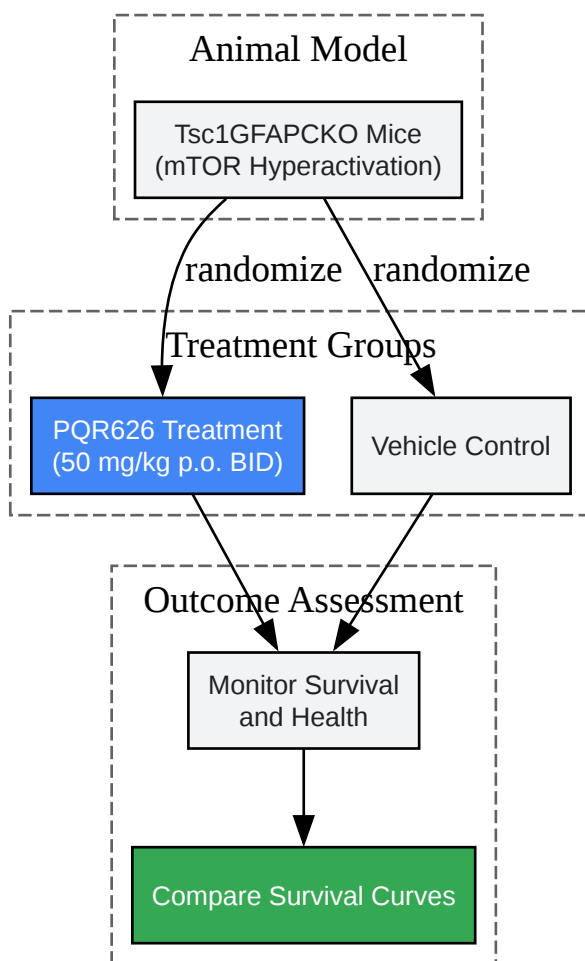 Animal Model
Tsc1GFAPCKO Mice
(mTOR Hyperactivation)
randomize
randomize
Treatment Groups
PQR626 Treatment
(50 mg/kg p.o. BID)
Vehicle Control
Outcome Assessment
Monitor Survival
and Health
Compare Survival Curves